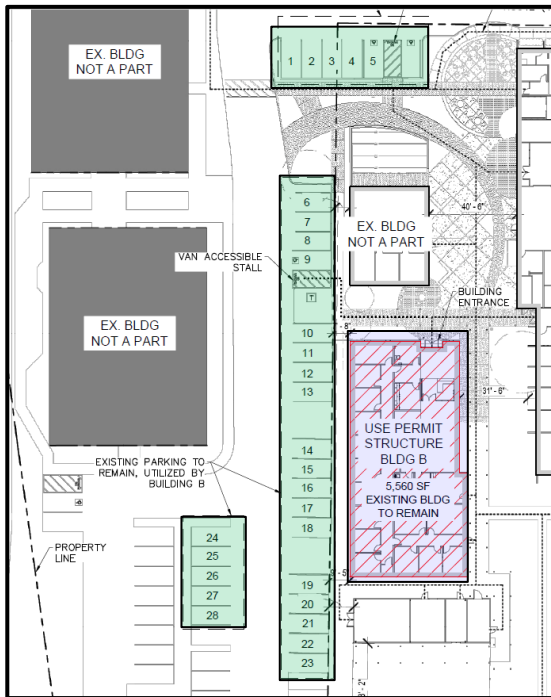 EX. BLDG
NOT A PART
1 2 3 4 5
6
7
8
9
VAN ACCESSIBLE
STALL
T
EX. BLDG
NOT A PART
40' - 6"
BUILDING
ENTRANCE
EX. BLDG
NOT A PART
10
11
12
13
- 8"
31' - 6"
USE PERMIT
STRUCTURE
BLDG B
5,560 SF
EXISTING BLDG
TO REMAIN
EXISTING PARKING TO
REMAIN, UTILIZED BY
BUILDING B
14
15
16
17
18
PROPERTY
LINE
24
25
26
27
28
19
20
21
22
23